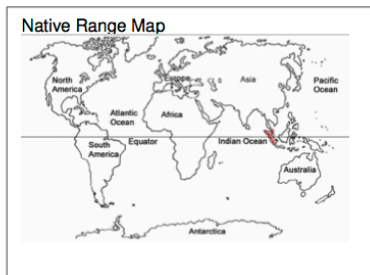 Native Range Map
North
America
Europe
Asia
Pacific
Ocean
Atlantic
Ocean
Africa
South
America
Equator
Indian Ocean
Australia
Antarctica